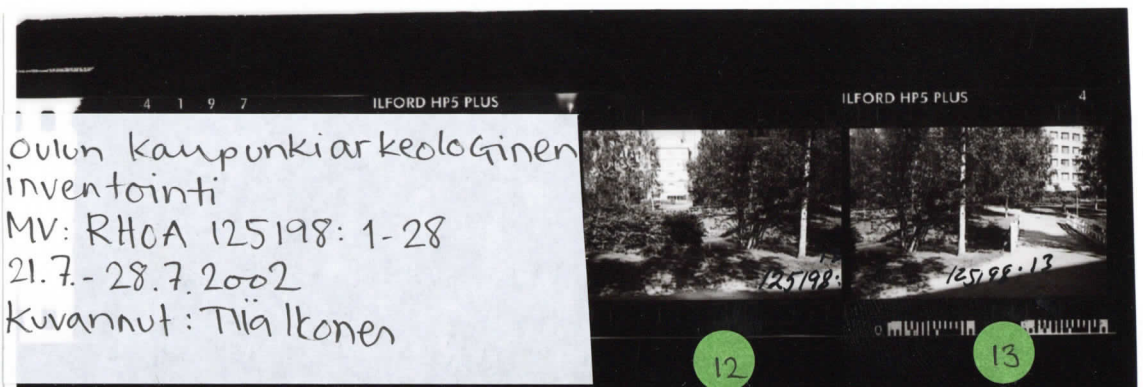 4 1 9 7 ILFORD HP5 PLUS ILFORD HP5 PLUS 4
Oulun kaupunkiarkeologinen
inventointi
MV: RHOA 125198: 1-28
21.7.-28.7.2002
Kuvannut: Tiia Ikonen
125198:
125198:13
12
13